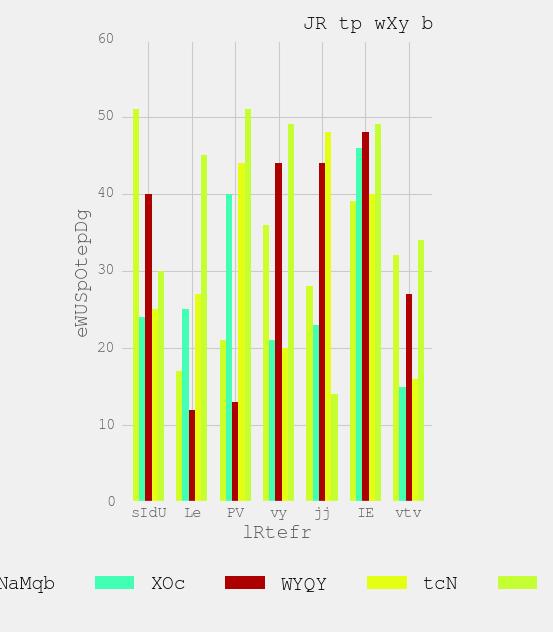 JR tp wXy b
60
50
40
30
20
10
0
eWUSpOtepDg
sIdU Le PV vy jj IE vtv
lRtefr
NaMqb XOc WYQY tcN